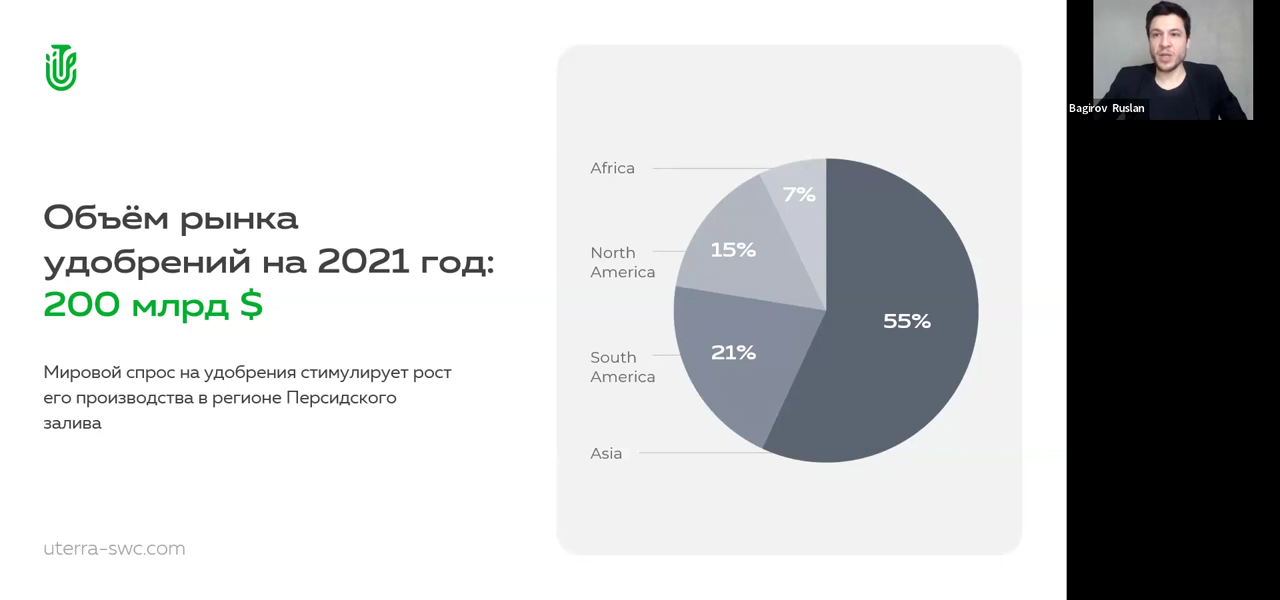 Объём рынка
удобрений на 2021 год:
200 млрд $
Мировой спрос на удобрения стимулирует рост
его производства в регионе Персидского
залива
uterra-swc.com
Africa
7%
North
America
15%
55%
South
America
21%
Asia
Bagirov Ruslan